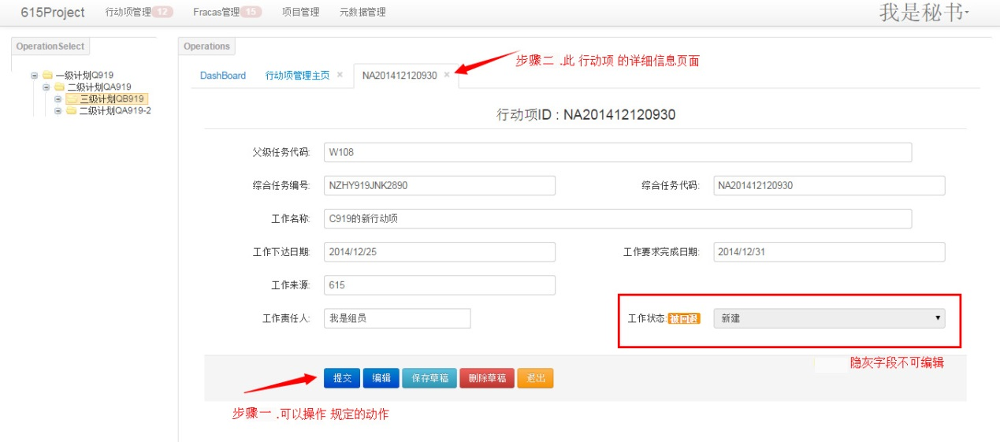 615Project 行动项管理 12 Fracas管理 15 项目管理 元数据管理 我是秘书
OperationSelect
一级计划Q919
二级计划QA919
三级计划QB919
二级计划QA919-2
Operations
步骤二 .此 行动项 的详细信息页面
DashBoard 行动项管理主页 × NA201412120930 ×
行动项ID : NA201412120930
父级任务代码: W108
综合任务编号: NZHY919JNK2890 综合任务代码: NA201412120930
工作名称: C919的新行动项
工作下达日期: 2014/12/25 工作要求完成日期: 2014/12/31
工作来源: 615
工作责任人: 我是组员 工作状态: 被回退 新建
隐灰字段不可编辑
提交 编辑 保存草稿 删除草稿 退出
步骤一 .可以操作 规定的动作